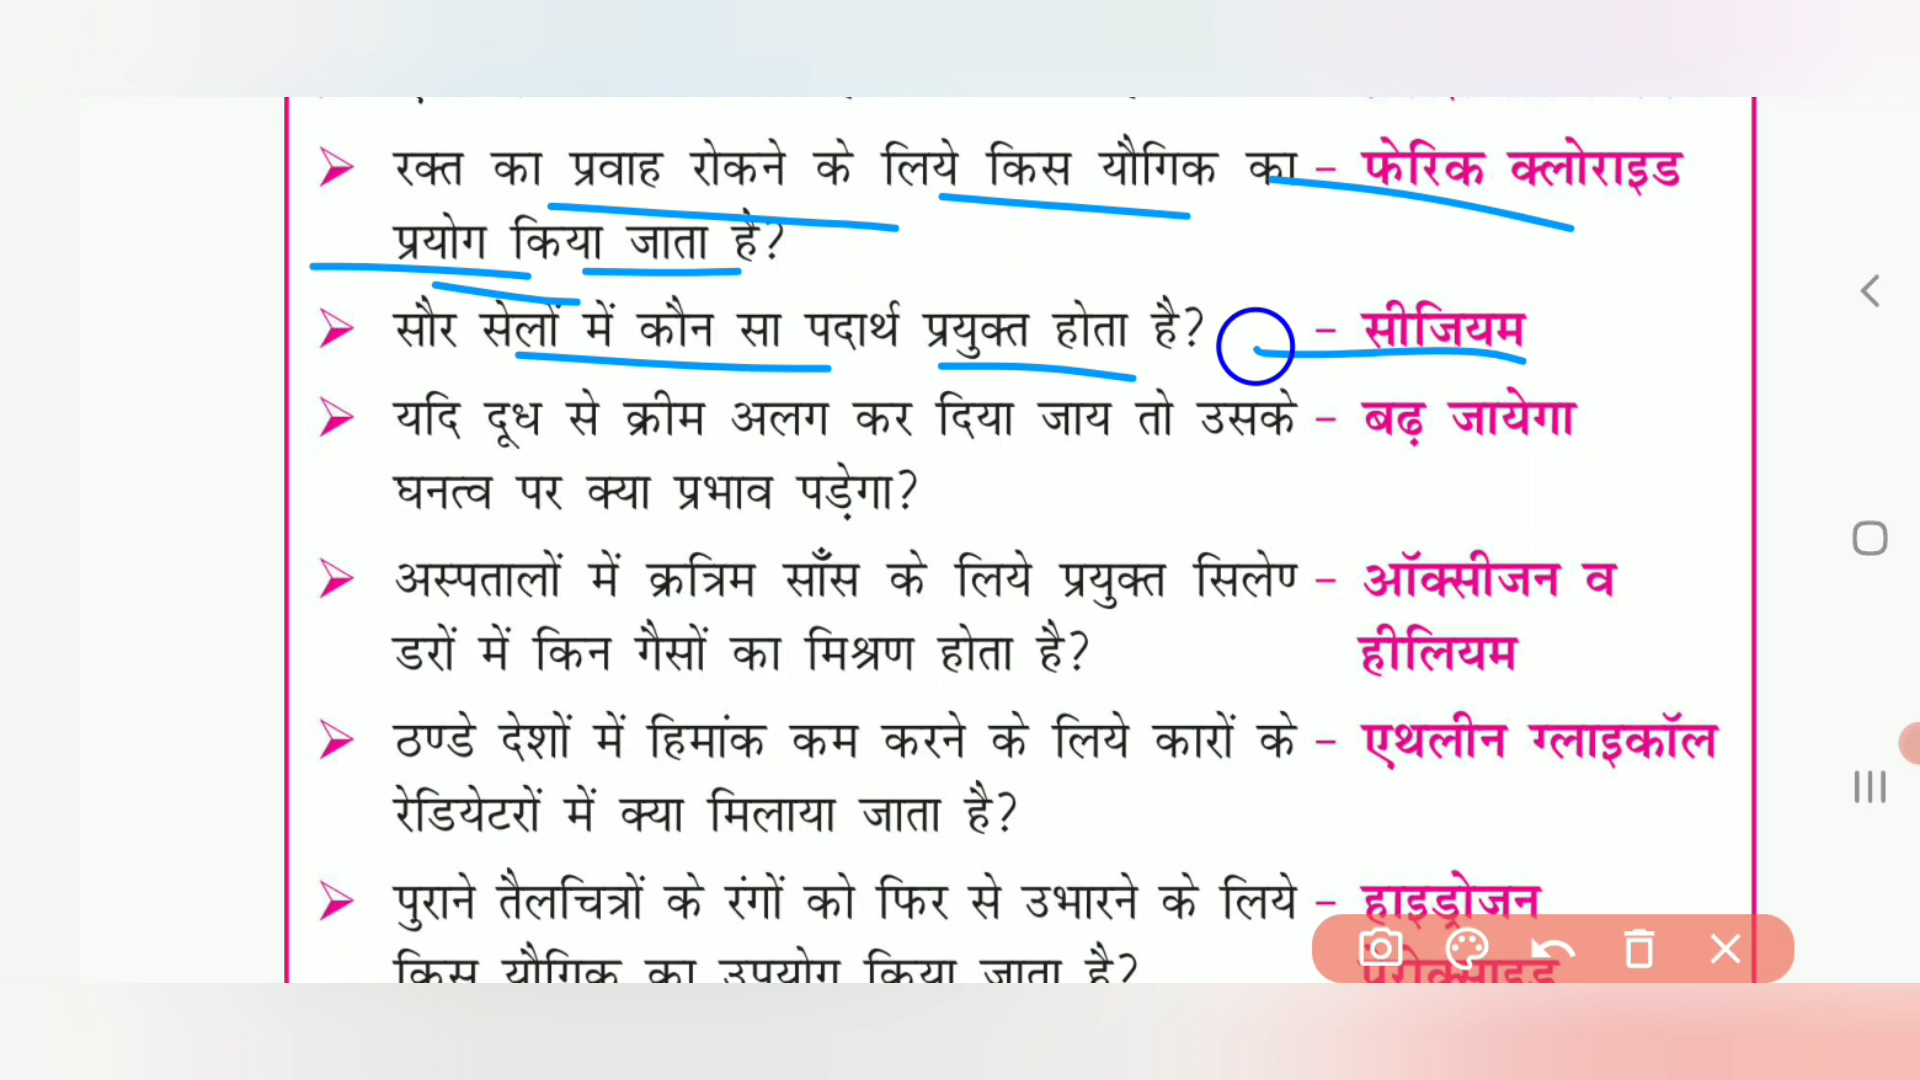 रक्त का प्रवाह रोकने के लिये किस यौगिक का – फेरिक क्लोराइड
प्रयोग किया जाता है?
सौर सेलों में कौन सा पदार्थ प्रयुक्त होता है? – सीजियम
यदि दूध से क्रीम अलग कर दिया जाय तो उसके – बढ़ जायेगा
घनत्व पर क्या प्रभाव पड़ेगा?
अस्पतालों में क्रत्रिम साँस के लिये प्रयुक्त सिलेण – ऑक्सीजन व
डरों में किन गैसों का मिश्रण होता है? हीलियम
ठण्डे देशों में हिमांक कम करने के लिये कारों के – एथलीन ग्लाइकॉल
रेडियेटरों में क्या मिलाया जाता है?
पुराने तैलचित्रों के रंगों को फिर से उभारने के लिये – हाइड्रोजन
किस यौगिक का उपयोग किया जाता है? परोक्साइड